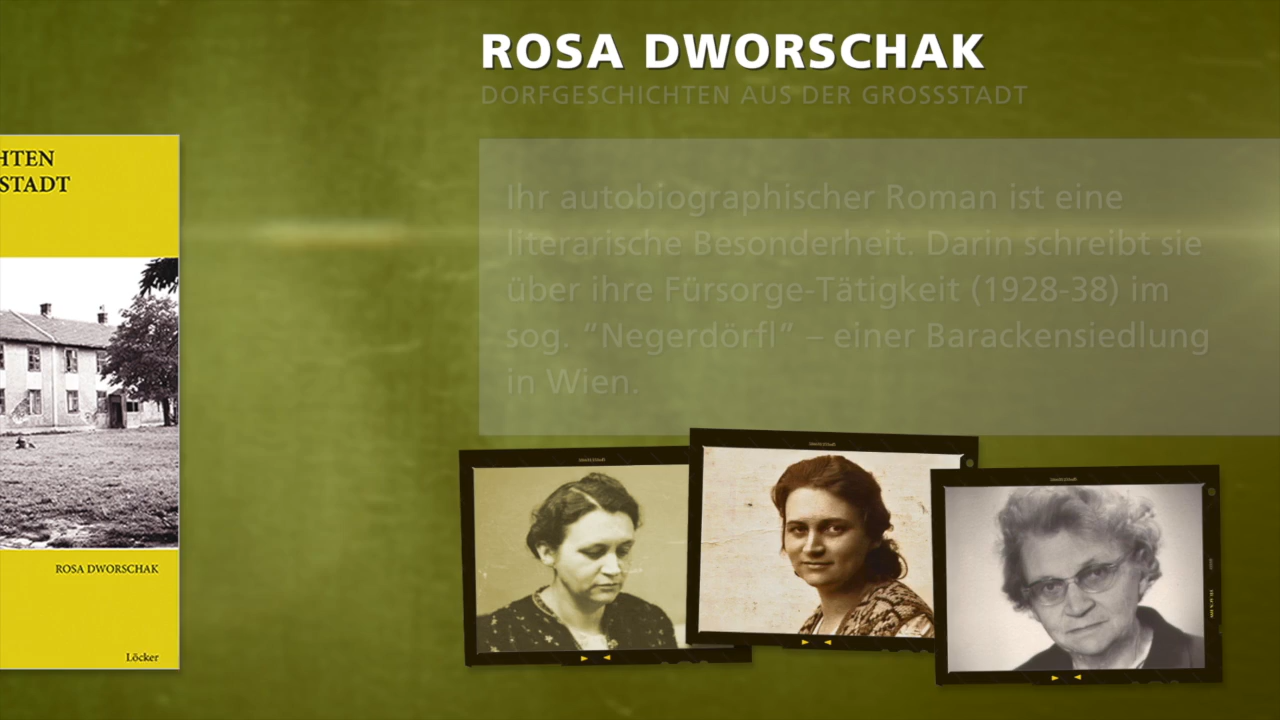 ROSA DWORSCHAK
DORFGESCHICHTEN AUS DER GROSSSTADT
HTEN
STADT
Ihr autobiographischer Roman ist eine
literarische Besonderheit. Darin schreibt sie
über ihre Fürsorge-Tätigkeit (1928-38) im
sog. “Negerdörfl” – einer Barackensiedlung
in Wien.
ROSA DWORSCHAK
Löcker